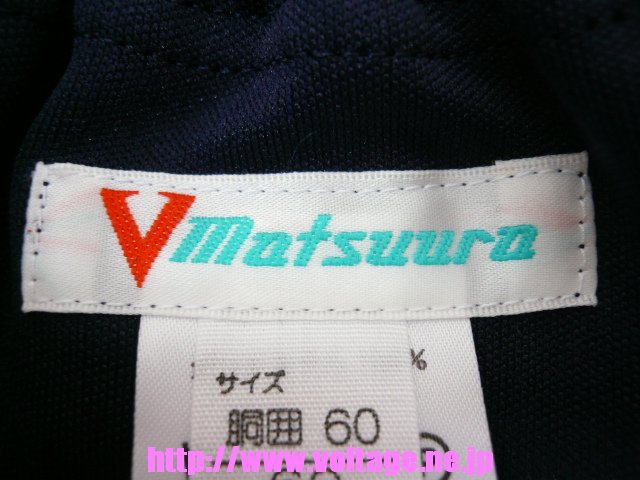 V Matsuura
%
サイズ
胴囲 60
http://www.voltage.ne.jp